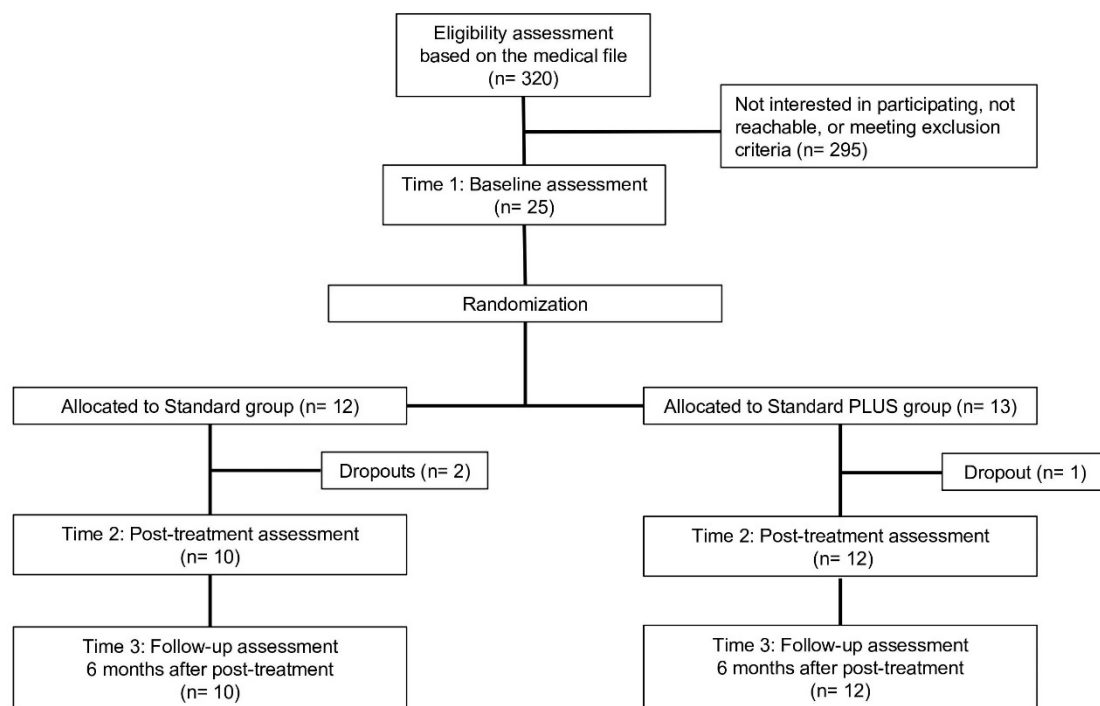 Eligibility assessment
based on the medical file
(n= 320)
Not interested in participating, not
reachable, or meeting exclusion
criteria (n= 295)
Time 1: Baseline assessment
(n= 25)
Randomization
Allocated to Standard group (n= 12)
Allocated to Standard PLUS group (n= 13)
Dropouts (n= 2)
Dropout (n= 1)
Time 2: Post-treatment assessment
(n= 10)
Time 2: Post-treatment assessment
(n= 12)
Time 3: Follow-up assessment
6 months after post-treatment
(n= 10)
Time 3: Follow-up assessment
6 months after post-treatment
(n= 12)